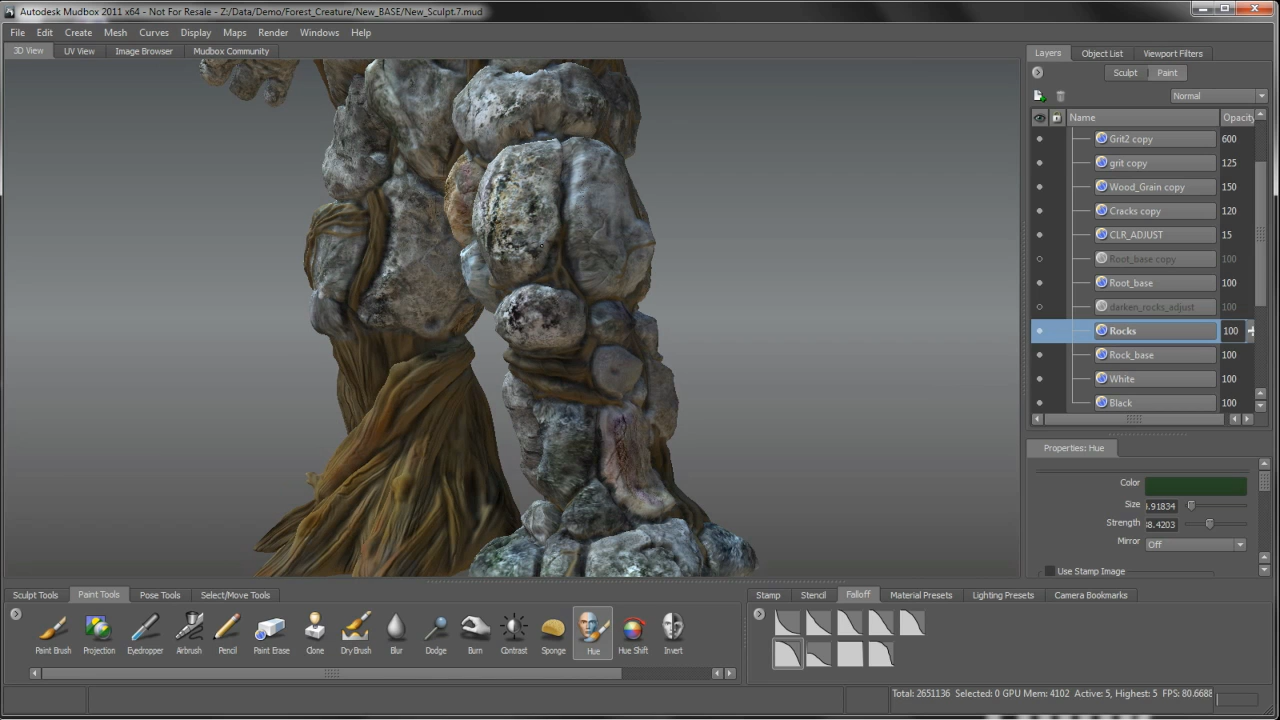 Autodesk Mudbox 2011 x64 - Not For Resale - Z:/Data/Demo/Forest_Creature/New_BASE/New_Sculpt.7.mud
File Edit Create Mesh Curves Display Maps Render Windows Help
3D View UV View Image Browser Mudbox Community
Layers Object List Viewport Filters
Sculpt Paint
Normal
Name Opacity
Grit2 copy 600
grit copy 125
Wood_Grain copy 150
Cracks copy 120
CLR_ADJUST 15
Root_base copy 100
Root_base 100
darken_rocks_adjust 100
Rocks 100
Rock_base 100
White 100
Black 100
Properties: Hue
Color
Size .91834
Strength 8.4203
Mirror Off
Use Stamp Image
Sculpt Tools Paint Tools Pose Tools Select/Move Tools
Paint Brush Projection Eyedropper Airbrush Pencil Paint Erase Clone Dry Brush Blur Dodge Burn Contrast Sponge Hue Hue Shift Invert
Stamp Stencil Falloff Material Presets Lighting Presets Camera Bookmarks
Total: 2651136 Selected: 0 GPU Mem: 4102 Active: 5, Highest: 5 FPS: 80.6688